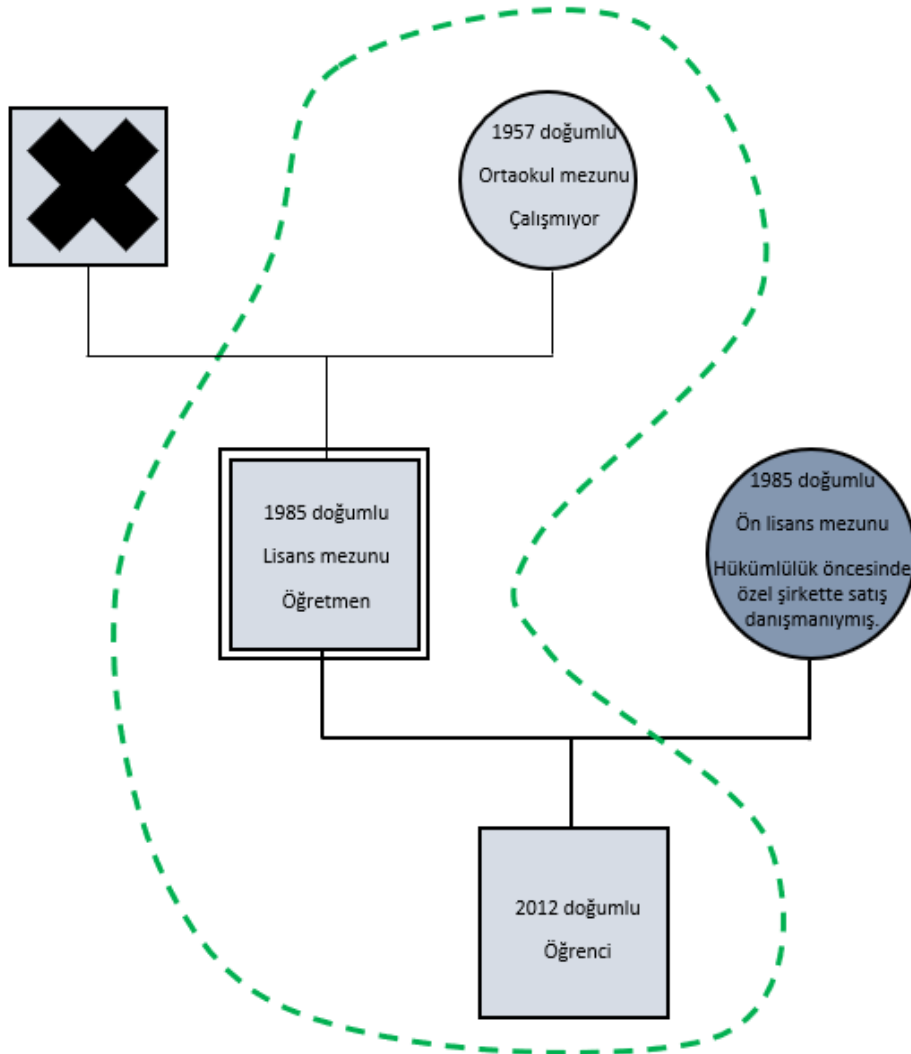 1957 doğumlu
Ortaokul mezunu
Çalışmıyor
1985 doğumlu
Lisans mezunu
Öğretmen
1985 doğumlu
Ön lisans mezunu
Hükümlülük öncesinde
özel şirkette satış
danışmanıymış.
2012 doğumlu
Öğrenci